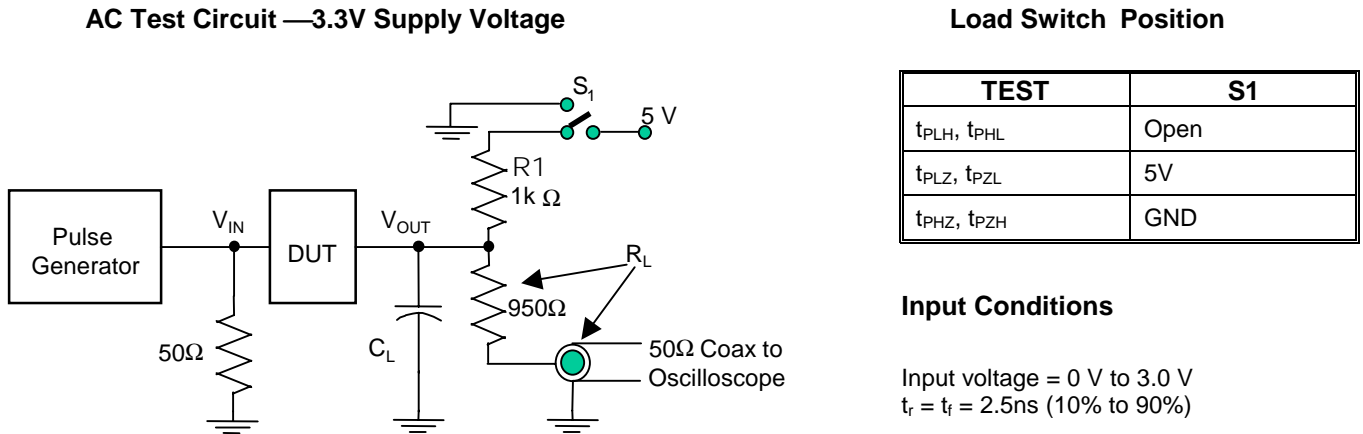 AC Test Circuit —3.3V Supply Voltage
Load Switch Position
S1
5 V
R1
1k Ω
Pulse
Generator
VIN
DUT
VOUT
RL
950Ω
50Ω
CL
50Ω Coax to
Oscilloscope
TEST S1
tPLH, tPHL Open
tPLZ, tPZL 5V
tPHZ, tPZH GND
Input Conditions
Input voltage = 0 V to 3.0 V
tr = tf = 2.5ns (10% to 90%)